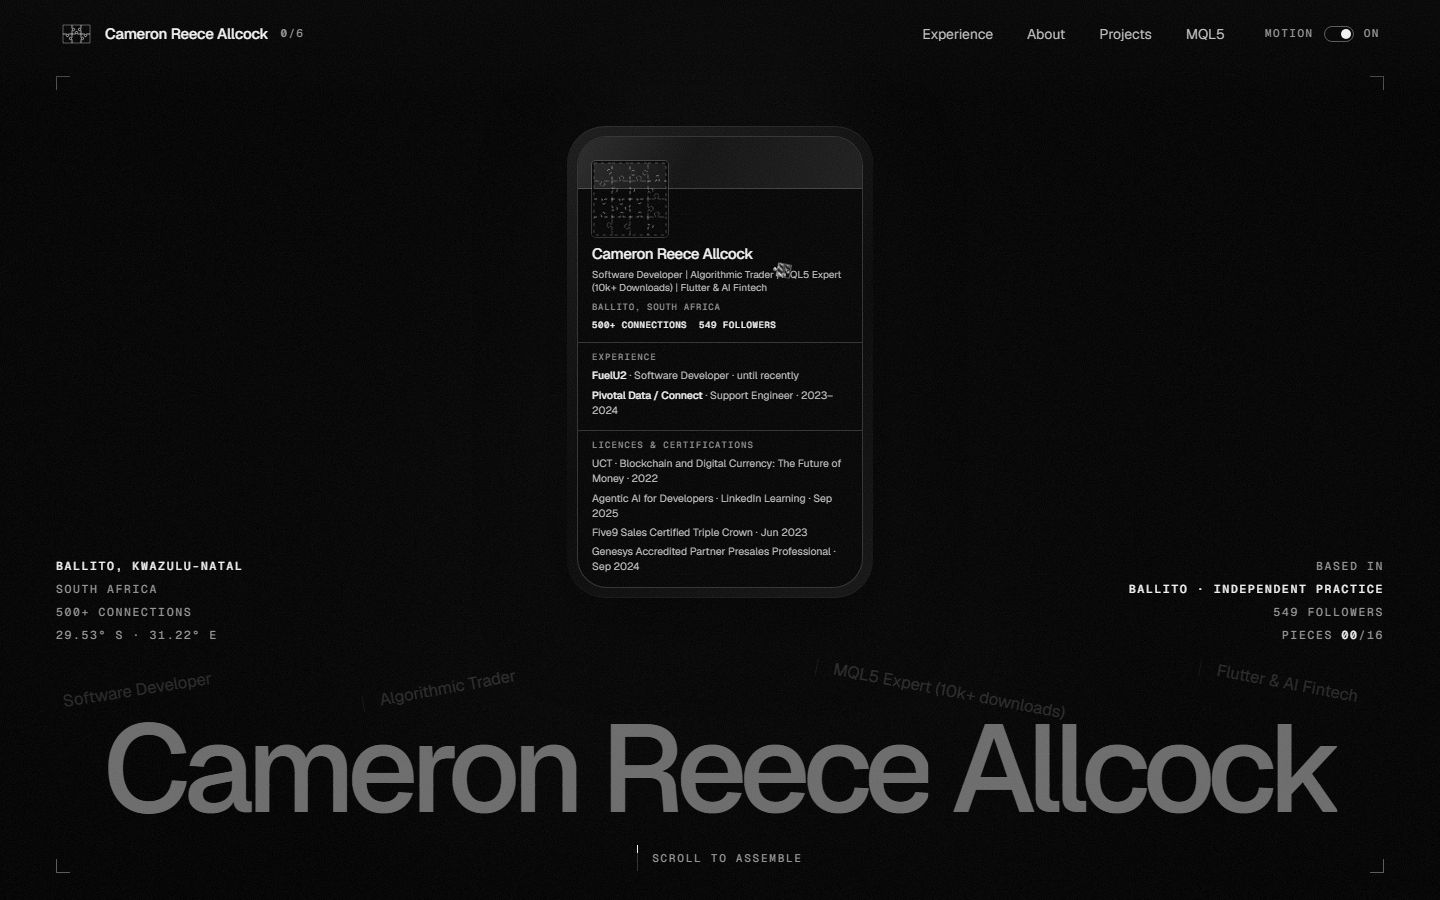 Cameron Reece Allcock 0/6
Experience About Projects MQL5 MOTION ON
Cameron Reece Allcock
Software Developer | Algorithmic Trader QL5 Expert
(10k+ Downloads) | Flutter & AI Fintech
BALLITO, SOUTH AFRICA
500+ CONNECTIONS 549 FOLLOWERS
EXPERIENCE
FuelU2 · Software Developer · until recently
Pivotal Data / Connect · Support Engineer · 2023–
2024
LICENCES & CERTIFICATIONS
UCT · Blockchain and Digital Currency: The Future of
Money · 2022
Agentic AI for Developers · LinkedIn Learning · Sep
2025
Five9 Sales Certified Triple Crown · Jun 2023
Genesys Accredited Partner Presales Professional ·
Sep 2024
BALLITO, KWAZULU-NATAL
SOUTH AFRICA
500+ CONNECTIONS
29.53° S · 31.22° E
BASED IN
BALLITO · INDEPENDENT PRACTICE
549 FOLLOWERS
PIECES 00/16
Software Developer
Algorithmic Trader
MQL5 Expert (10k+ downloads)
Flutter & AI Fintech
Cameron Reece Allcock
SCROLL TO ASSEMBLE